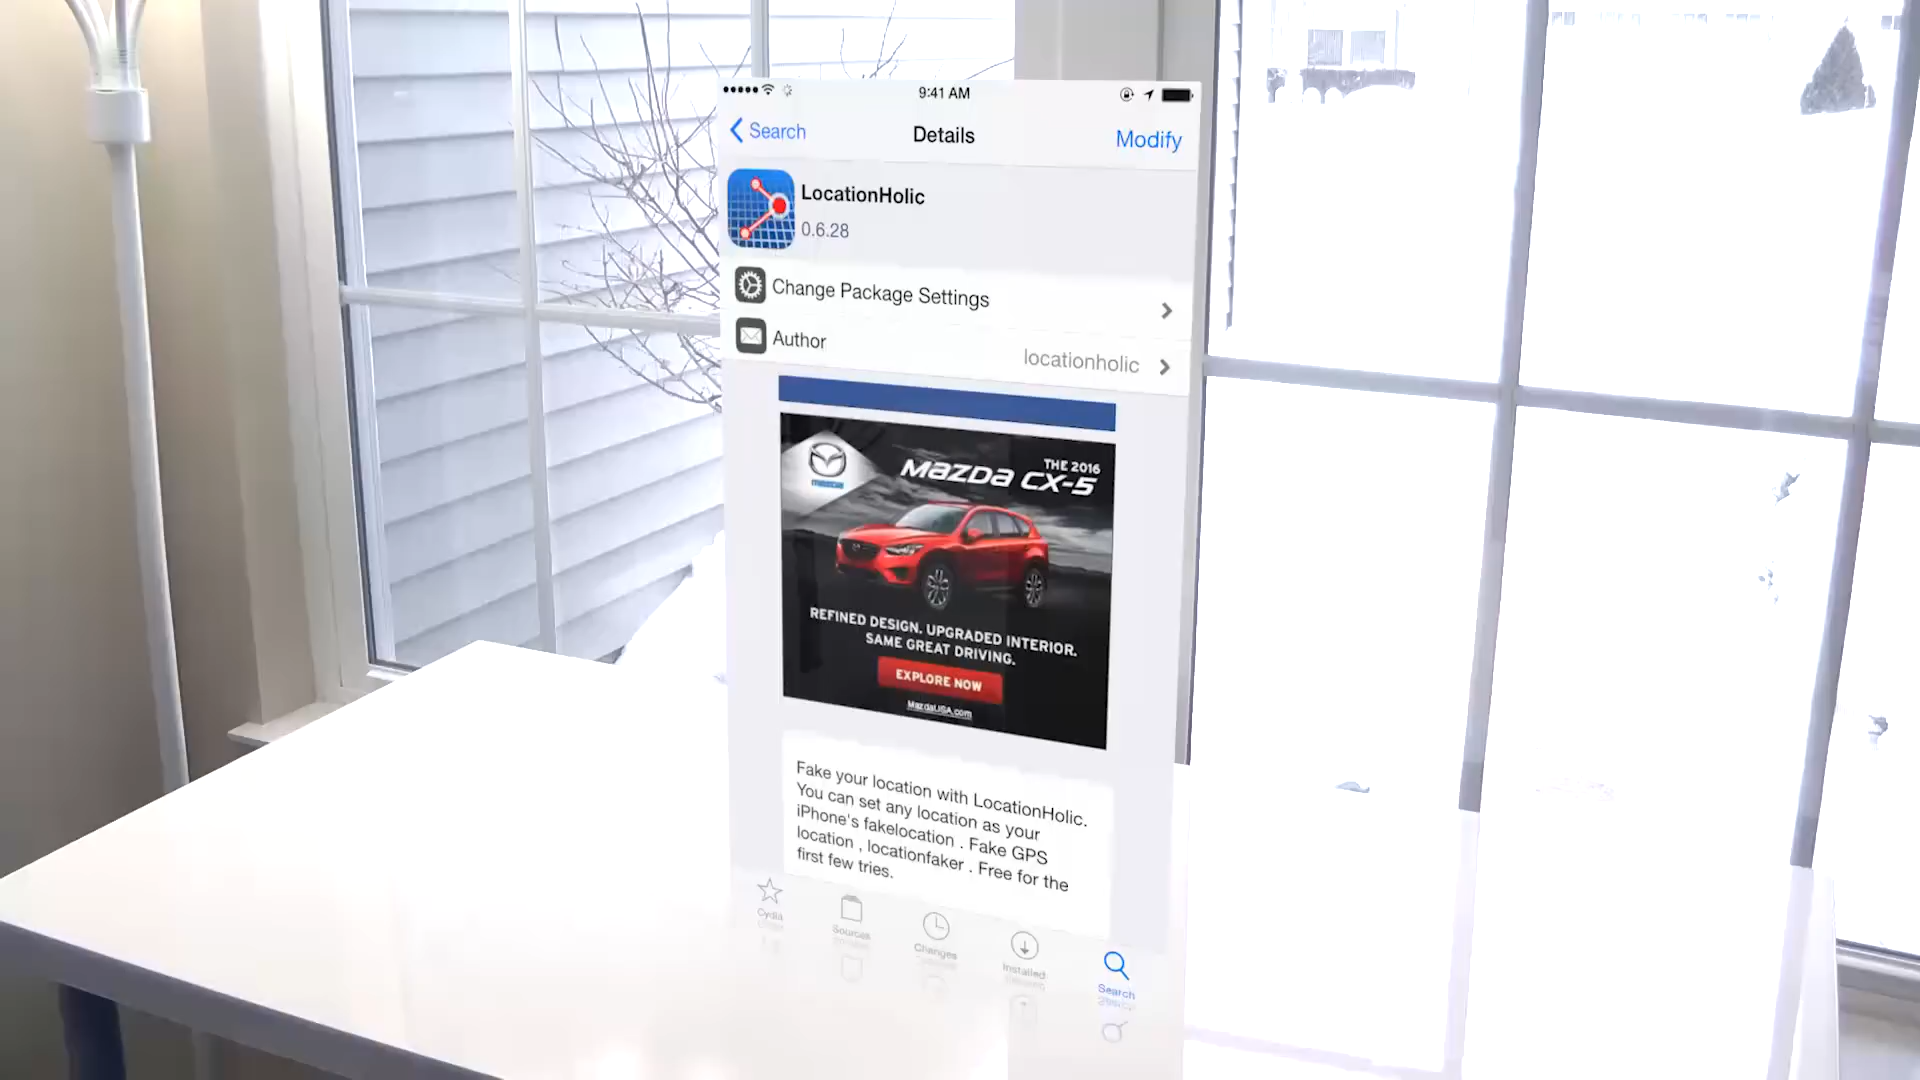 9:41 AM
Search
Details
Modify
LocationHolic
0.6.28
Change Package Settings
Author
locationholic
mazda
THE 2016
mazda CX-5
REFINED DESIGN. UPGRADED INTERIOR.
SAME GREAT DRIVING.
EXPLORE NOW
MazdaUSA.com
Fake your location with LocationHolic.
You can set any location as your
iPhone's fakelocation . Fake GPS
location , locationfaker . Free for the
first few tries.
Cydia
Sources
Changes
Installed
Search